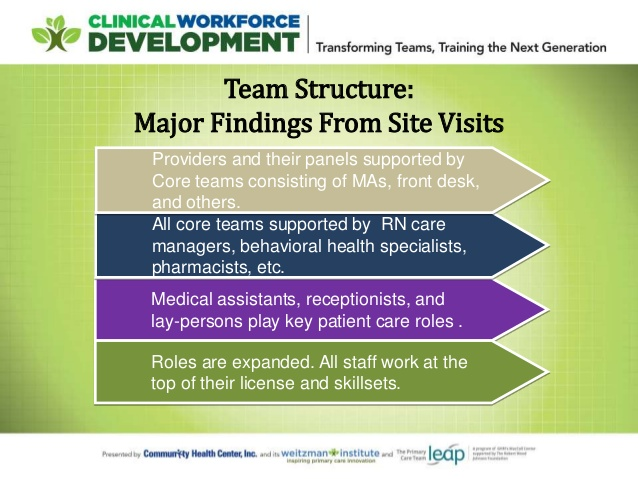 CLINICAL WORKFORCE
DEVELOPMENT
Transforming Teams, Training the Next Generation
Team Structure:
Major Findings From Site Visits
Providers and their panels supported by
Core teams consisting of MAs, front desk,
and others.
All core teams supported by RN care
managers, behavioral health specialists,
pharmacists, etc.
Medical assistants, receptionists, and
lay-persons play key patient care roles .
Roles are expanded. All staff work at the
top of their license and skillsets.
Presented by Community Health Center, Inc. and its weitzman institute and The Primary Care Team leap
inspiring primary care innovation